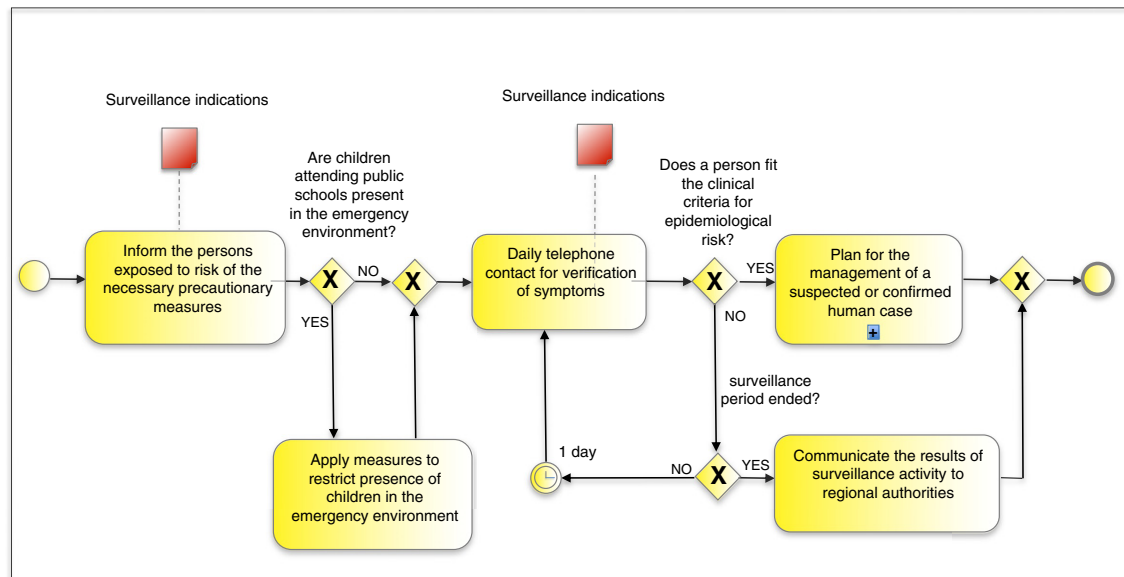 Surveillance indications
Surveillance indications
Are children
attending public
schools present
in the emergency
environment?
Does a person fit
the clinical
criteria for
epidemiological
risk?
Inform the persons
exposed to risk of the
necessary precautionary
measures
X
NO
X
YES
Daily telephone
contact for verification
of symptoms
X
YES
NO
Plan for the
management of a
suspected or confirmed
human case
+
X
surveillance
period ended?
Apply measures to
restrict presence of
children in the
emergency environment
1 day
NO
X
YES
Communicate the results of
surveillance activity to
regional authorities